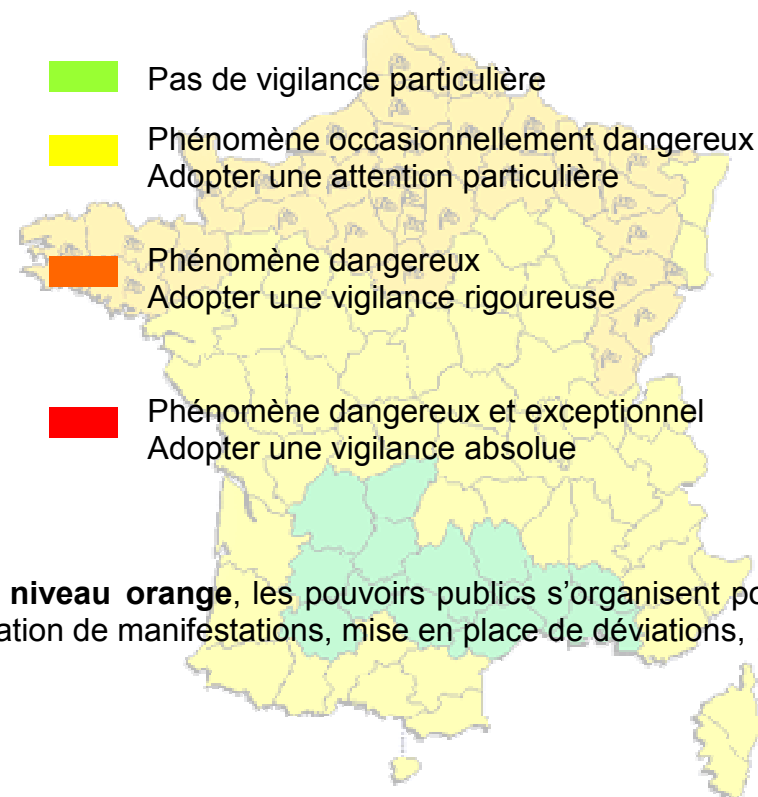 Pas de vigilance particulière
Phénomène occasionnellement dangereux
Adopter une attention particulière
Phénomène dangereux
Adopter une vigilance rigoureuse
Phénomène dangereux et exceptionnel
Adopter une vigilance absolue
niveau orange, les pouvoirs publics s’organisent po
ation de manifestations, mise en place de déviations,